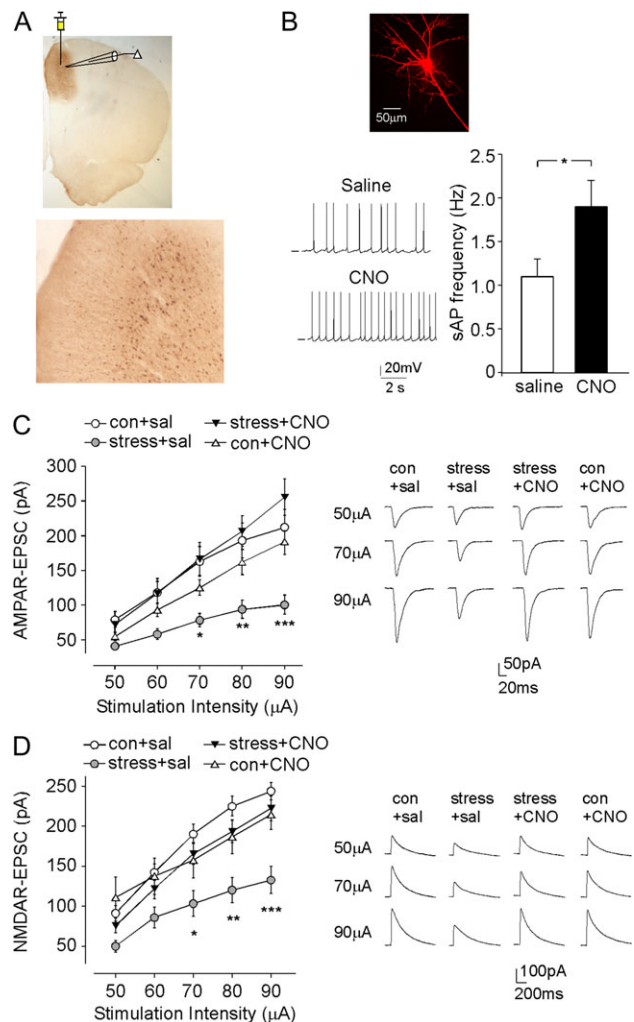 A
B
50μm
Saline
CNO
20mV
2 s
sAP frequency (Hz)
2.5
2.0
1.5
1.0
0.5
0
*
saline CNO
C
con+sal stress+CNO
stress+sal con+CNO
AMPAR-EPSC (pA)
300
250
200
150
100
50
* ** ***
50 60 70 80 90
Stimulation Intensity (μA)
con stress stress con
+sal +sal +CNO +CNO
50μA
70μA
90μA
50pA
20ms
D
con+sal stress+CNO
stress+sal con+CNO
NMDAR-EPSC (pA)
250
200
150
100
50
* ** ***
50 60 70 80 90
Stimulation Intensity (μA)
con stress stress con
+sal +sal +CNO +CNO
50μA
70μA
90μA
100pA
200ms